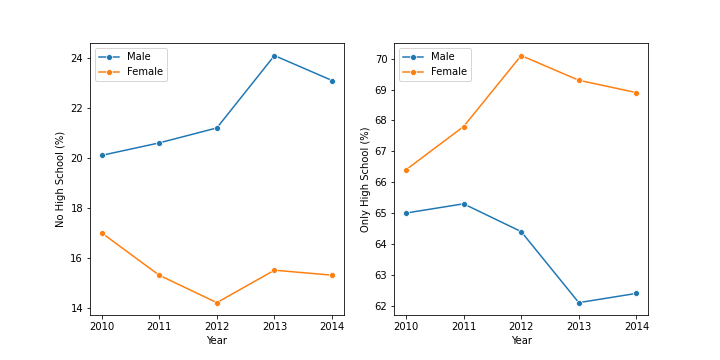 Male
Female
24
22
20
18
16
14
No High School (%)
2010 2011 2012 2013 2014
Year
Male
Female
70
69
68
67
66
65
64
63
62
Only High School (%)
2010 2011 2012 2013 2014
Year